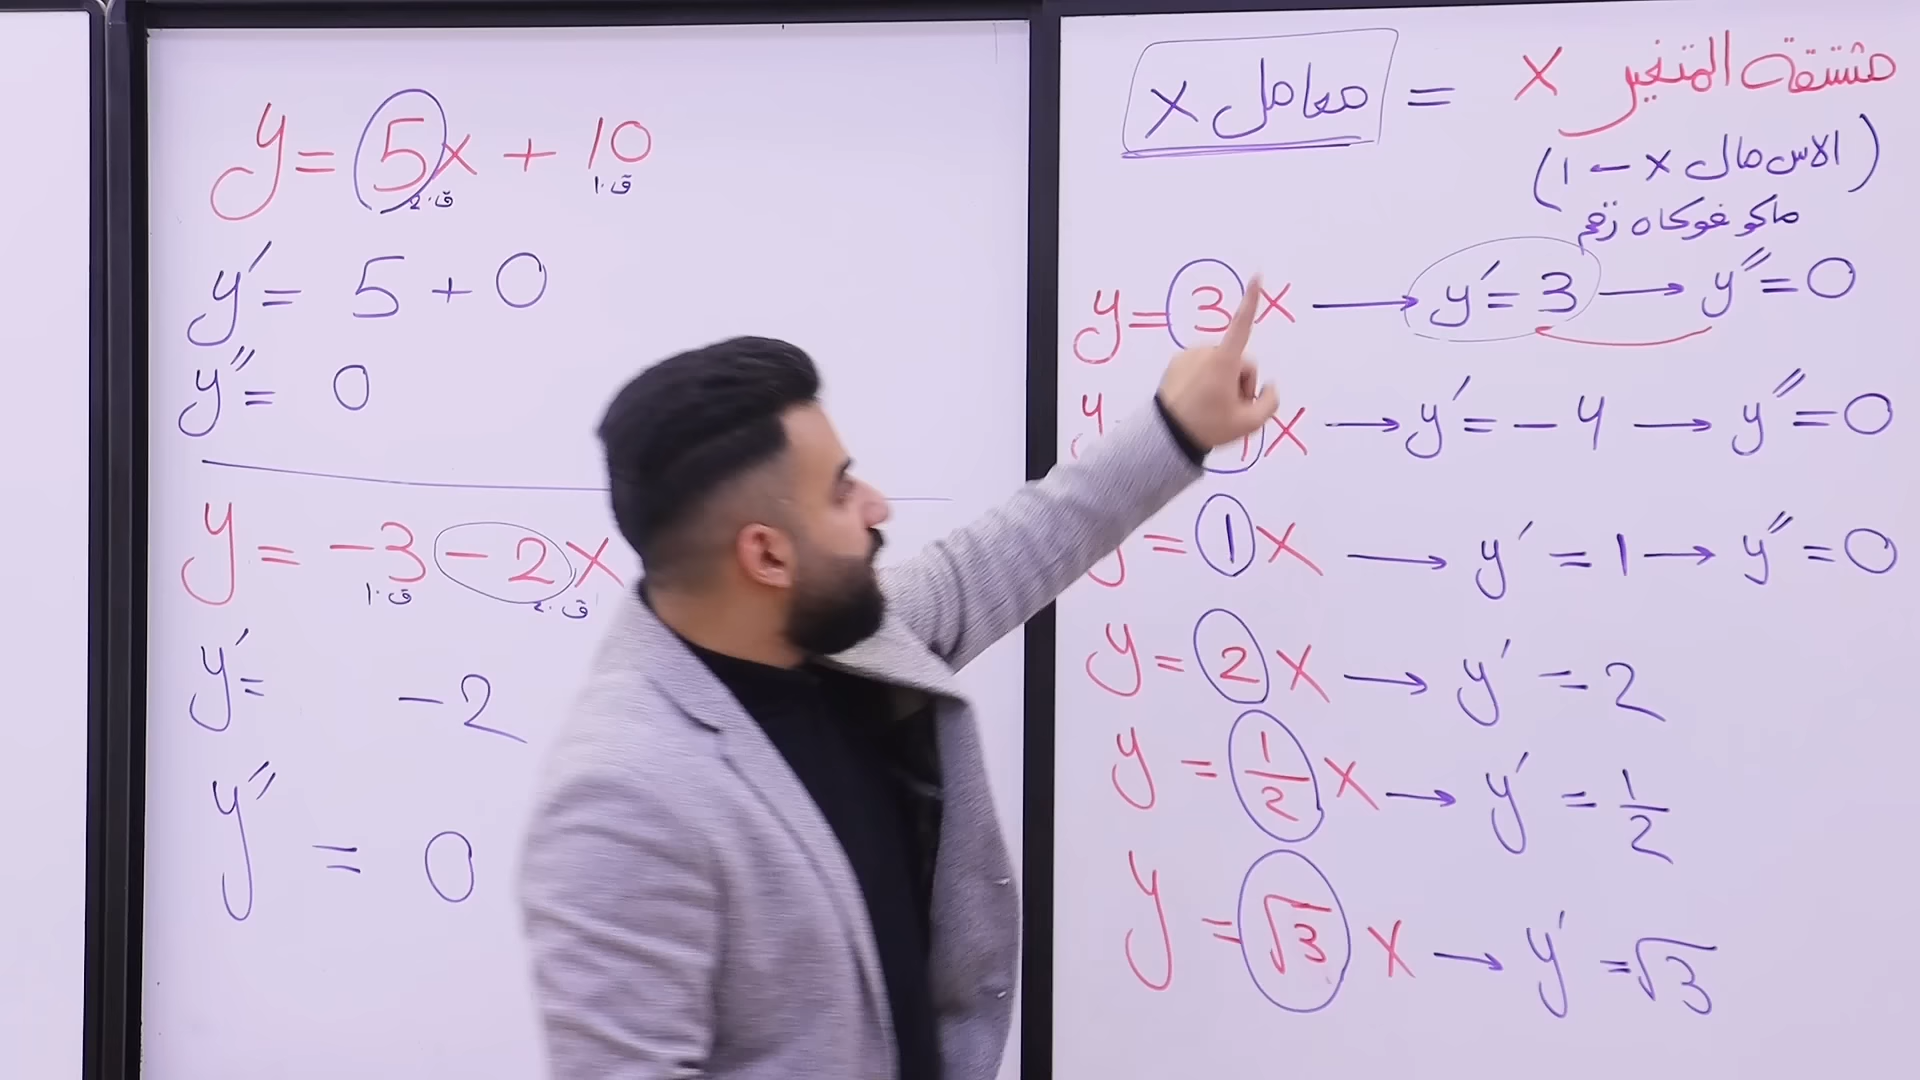 مشتقة المتغير x = معامل x
(الاس مال x ← 1)
ماكو فوكاه رقم
y = 3x → y' = 3 → y'' = 0
y x → y' = -4 → y'' = 0
y = 1x → y' = 1 → y'' = 0
y = 2x → y' = 2
y = 1/2 x → y' = 1/2
y = √3 x → y' = √3
y = 5x + 10
ق.2 ق.1
y' = 5 + 0
y'' = 0
y = -3 -2x
ق.1 ق.2
y' = -2
y'' = 0